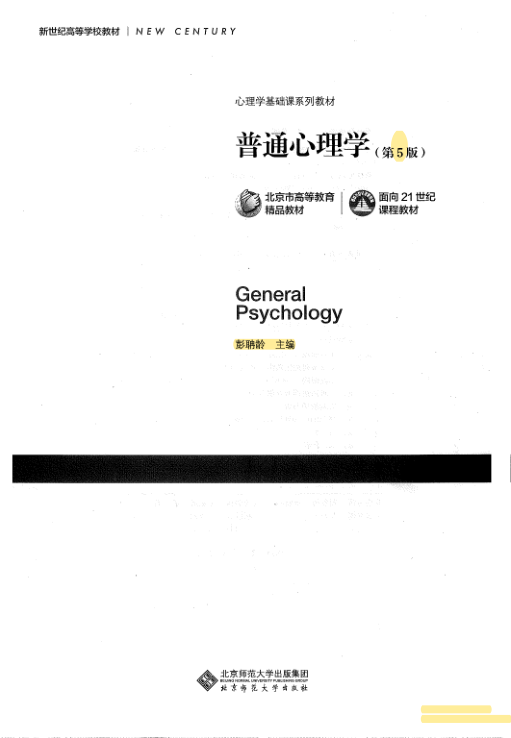 新世纪高等学校教材 | NEW CENTURY
心理学基础课系列教材
普通心理学（第5版）
北京市高等教育
精品教材
面向21世纪
课程教材
General
Psychology
彭聃龄 主编
北京师范大学出版集团
BEIJING NORMAL UNIVERSITY PUBLISHING GROUP
北京师范大学出版社